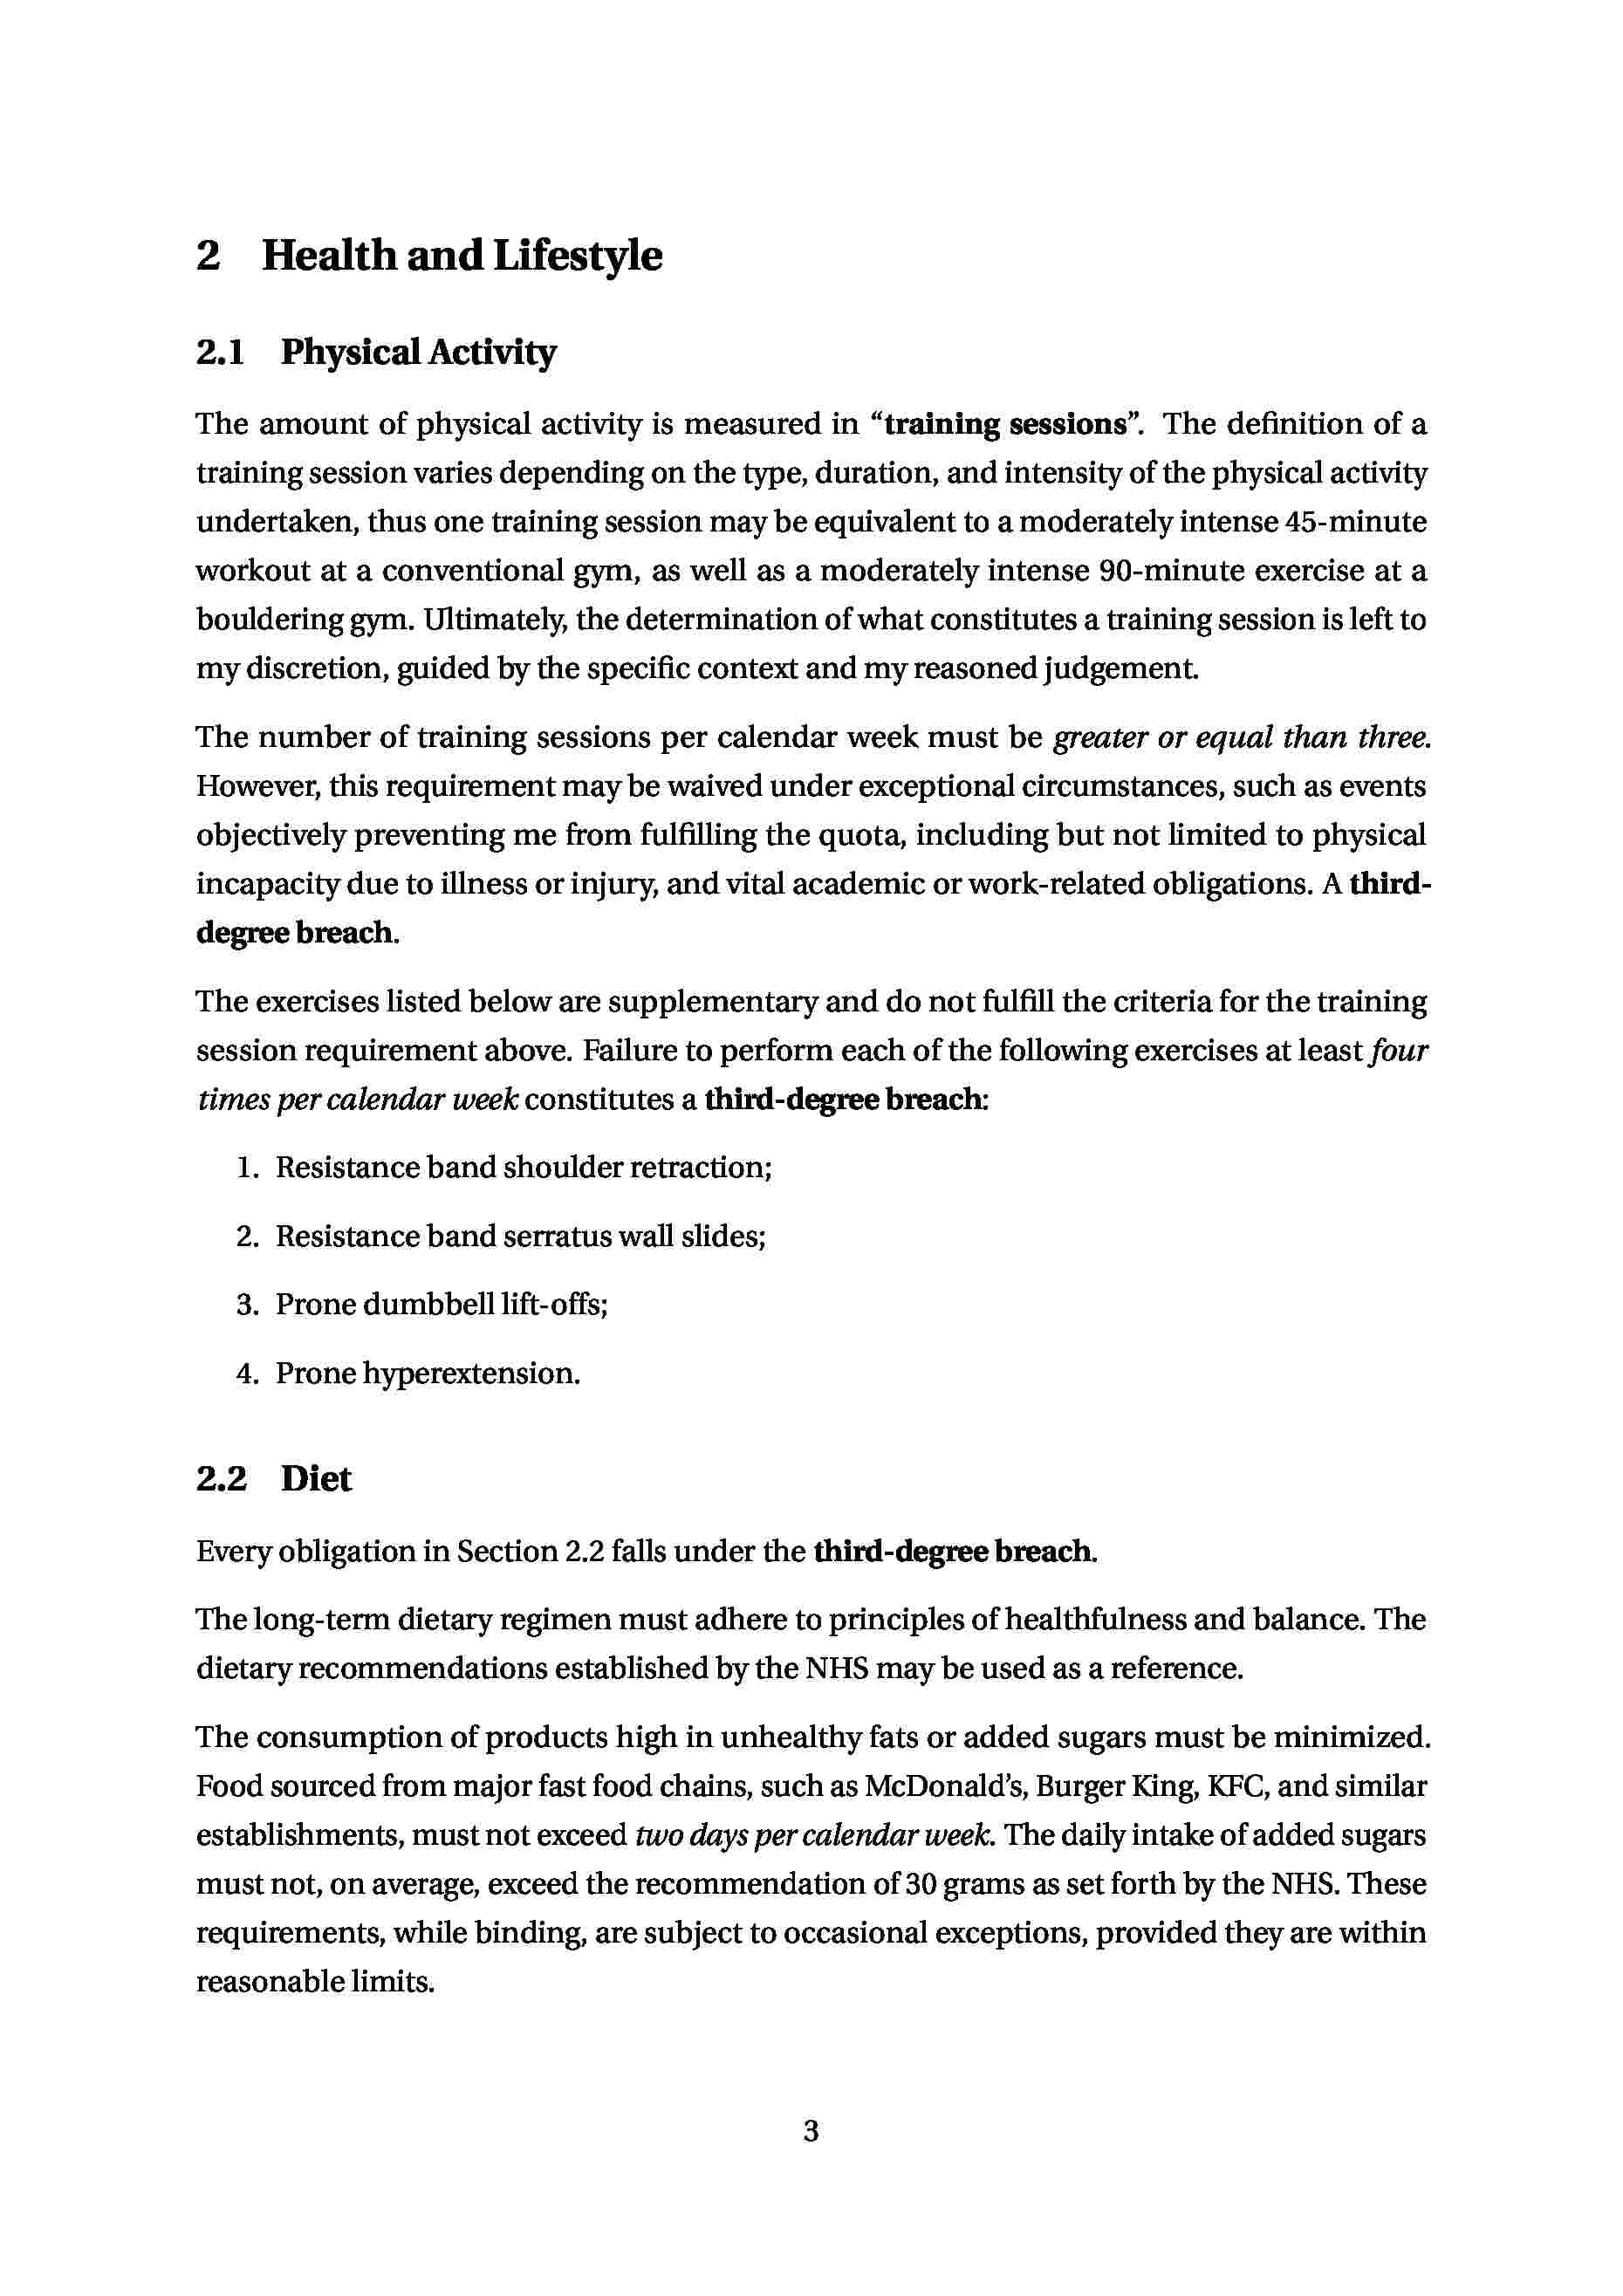 2 Health and Lifestyle
2.1 Physical Activity
The amount of physical activity is measured in “training sessions”. The definition of a
training session varies depending on the type, duration, and intensity of the physical activity
undertaken, thus one training session may be equivalent to a moderately intense 45-minute
workout at a conventional gym, as well as a moderately intense 90-minute exercise at a
bouldering gym. Ultimately, the determination of what constitutes a training session is left to
my discretion, guided by the specific context and my reasoned judgement.
The number of training sessions per calendar week must be greater or equal than three.
However, this requirement may be waived under exceptional circumstances, such as events
objectively preventing me from fulfilling the quota, including but not limited to physical
incapacity due to illness or injury, and vital academic or work-related obligations. A third-
degree breach.
The exercises listed below are supplementary and do not fulfill the criteria for the training
session requirement above. Failure to perform each of the following exercises at least four
times per calendar week constitutes a third-degree breach:
1. Resistance band shoulder retraction;
2. Resistance band serratus wall slides;
3. Prone dumbbell lift-offs;
4. Prone hyperextension.
2.2 Diet
Every obligation in Section 2.2 falls under the third-degree breach.
The long-term dietary regimen must adhere to principles of healthfulness and balance. The
dietary recommendations established by the NHS may be used as a reference.
The consumption of products high in unhealthy fats or added sugars must be minimized.
Food sourced from major fast food chains, such as McDonald’s, Burger King, KFC, and similar
establishments, must not exceed two days per calendar week. The daily intake of added sugars
must not, on average, exceed the recommendation of 30 grams as set forth by the NHS. These
requirements, while binding, are subject to occasional exceptions, provided they are within
reasonable limits.
3